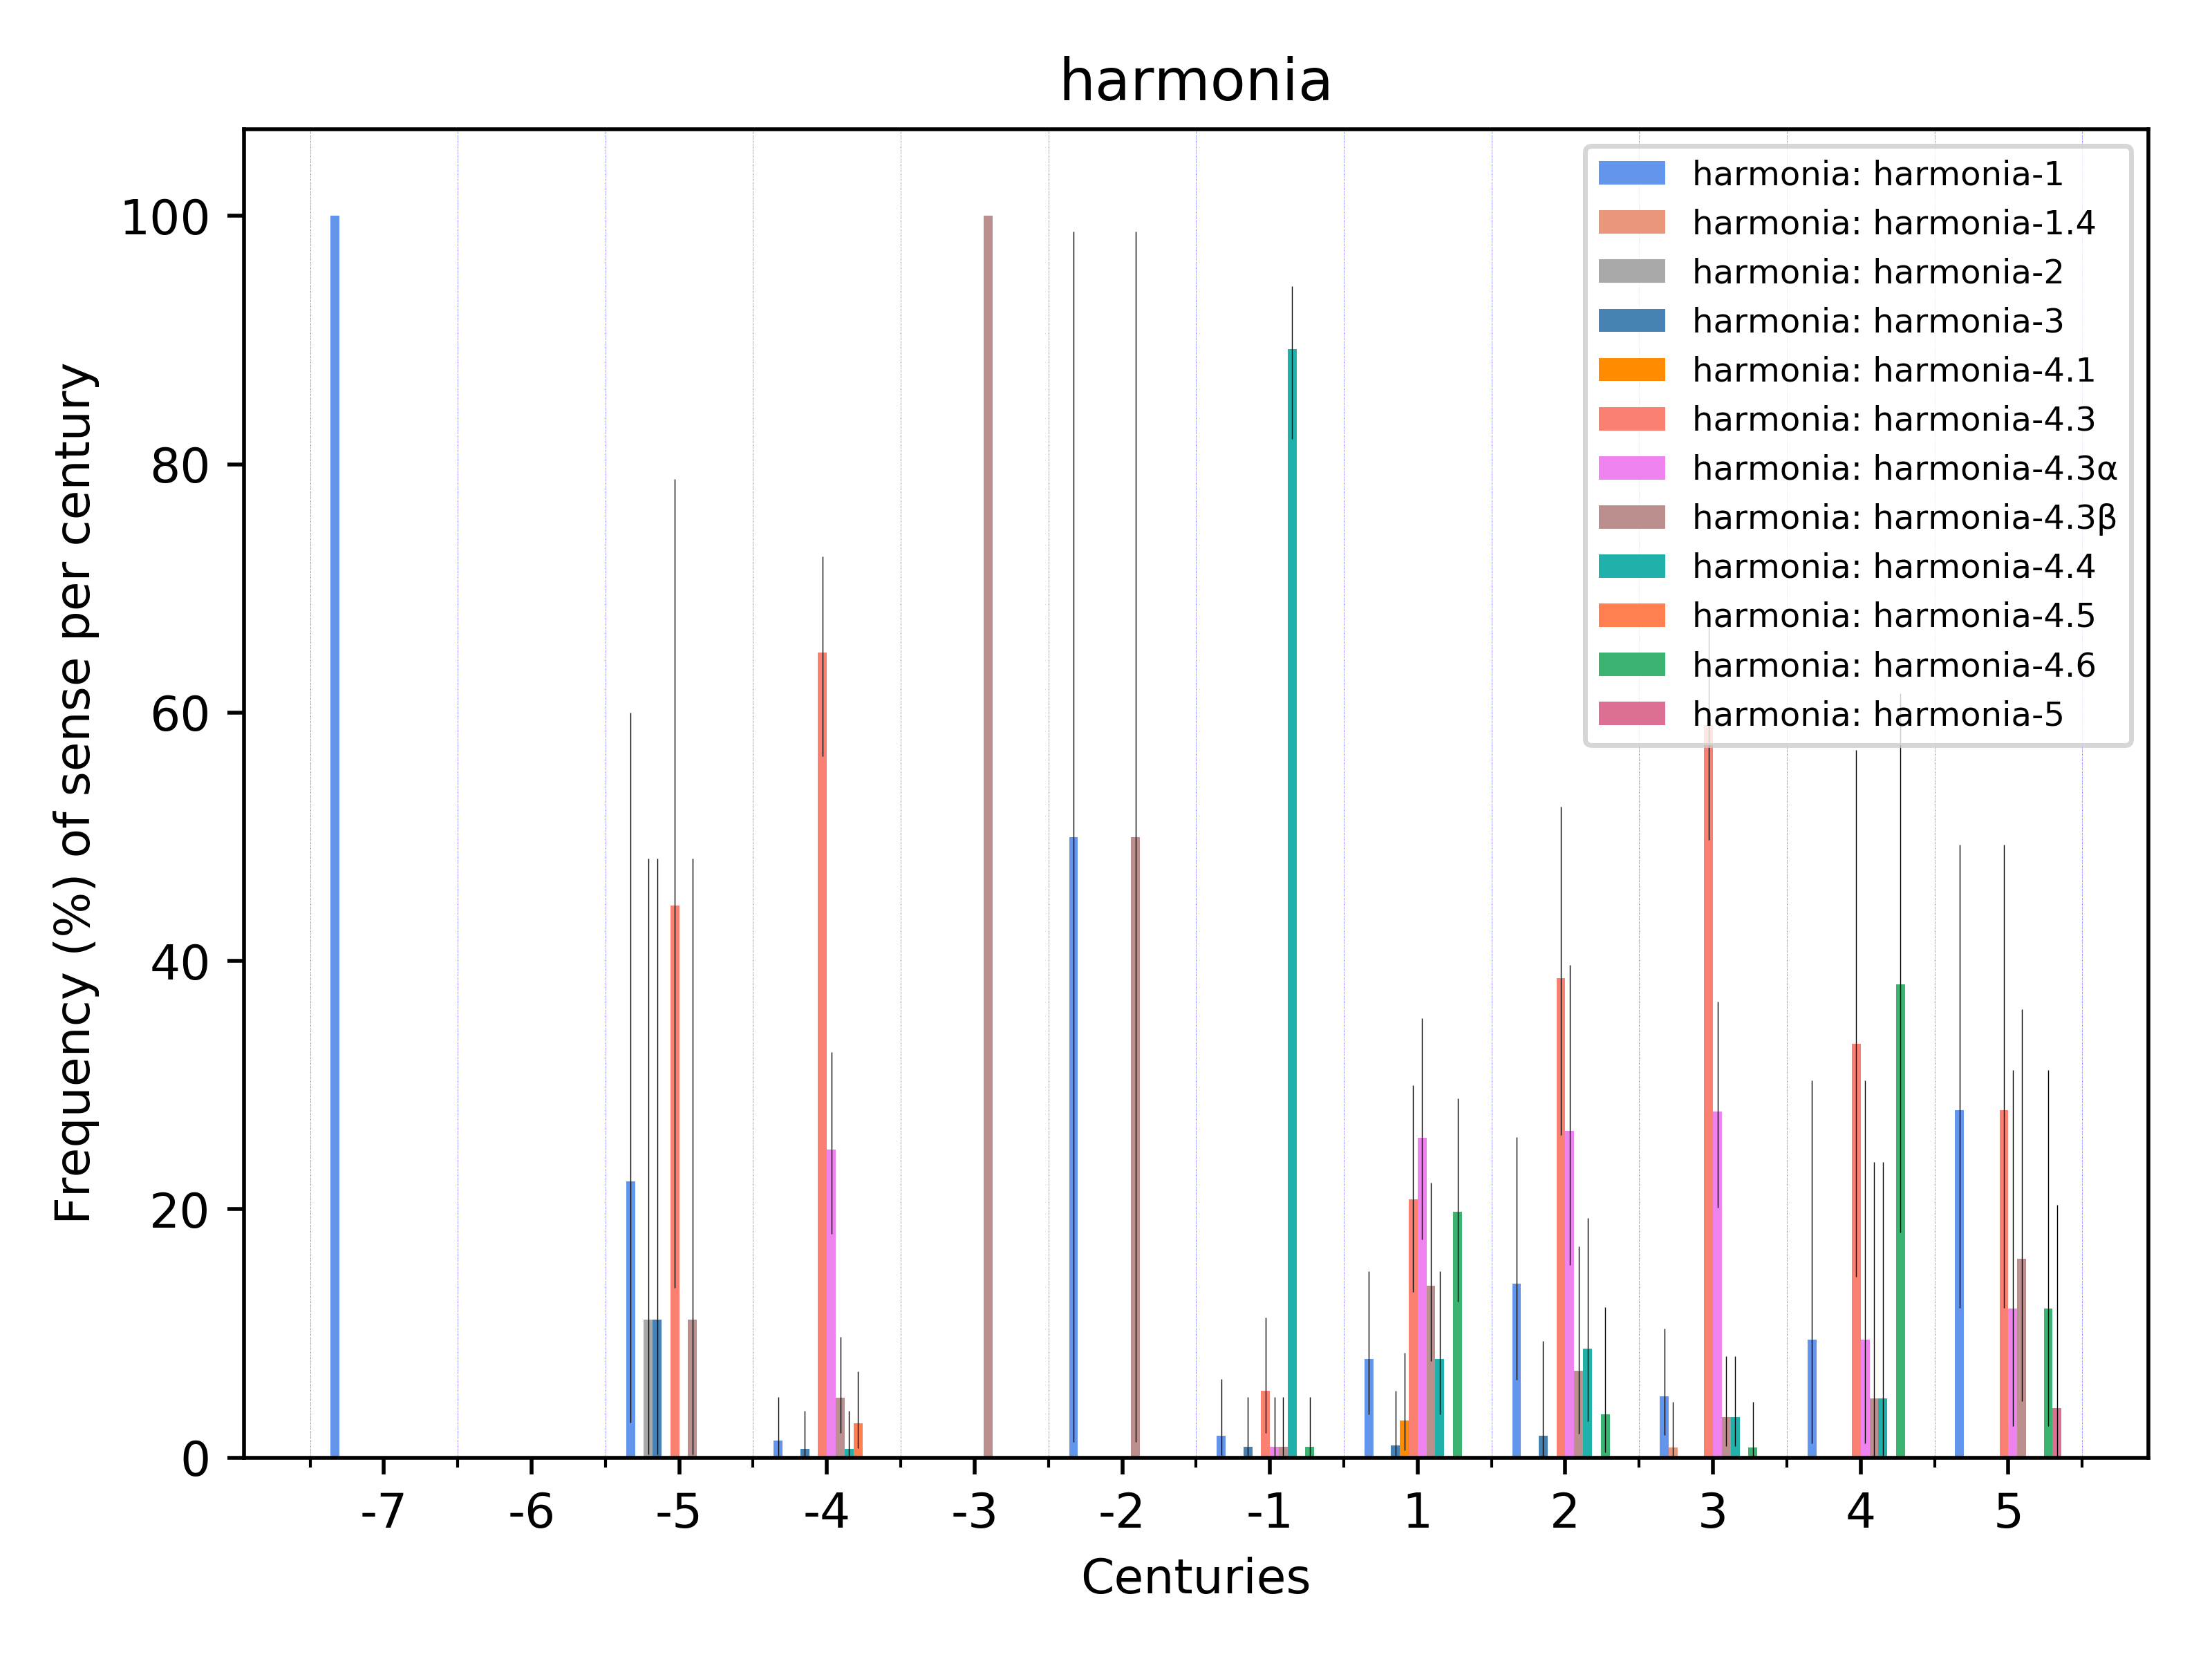 harmonia
Frequency (%) of sense per century
100
80
60
40
20
0
harmonia: harmonia-1
harmonia: harmonia-1.4
harmonia: harmonia-2
harmonia: harmonia-3
harmonia: harmonia-4.1
harmonia: harmonia-4.3
harmonia: harmonia-4.3α
harmonia: harmonia-4.3β
harmonia: harmonia-4.4
harmonia: harmonia-4.5
harmonia: harmonia-4.6
harmonia: harmonia-5
-7 -6 -5 -4 -3 -2 -1 1 2 3 4 5
Centuries